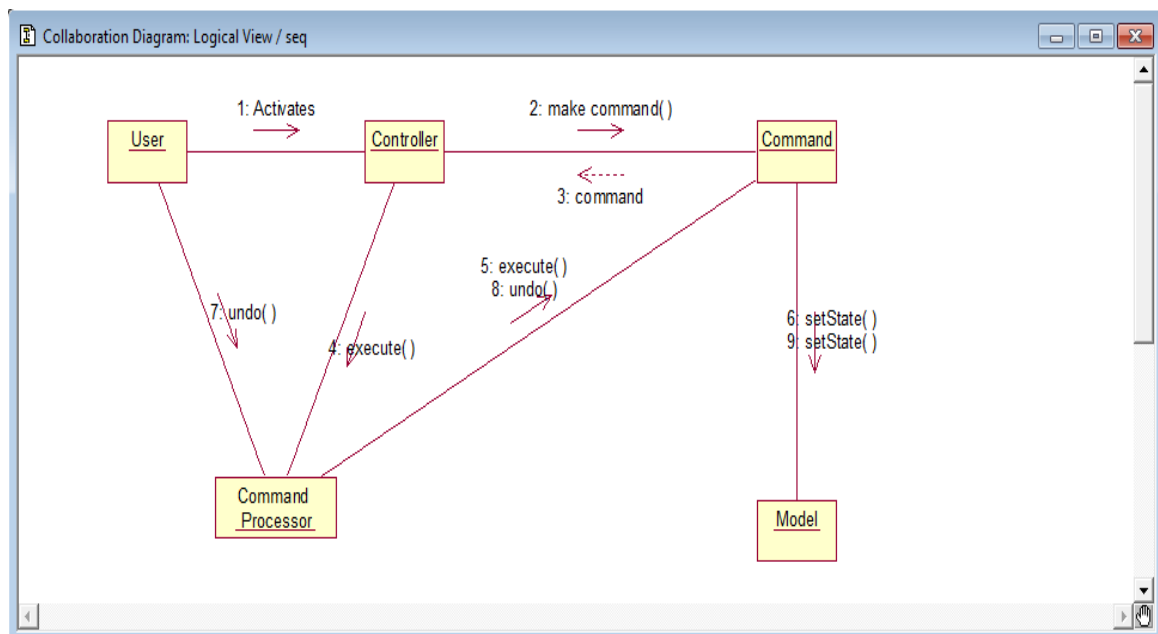 Collaboration Diagram: Logical View / seq
1: Activates
2: make command( )
User
Controller
Command
3: command
5: execute( )
8: undo( )
7: undo( )
6: setState( )
4: execute( )
9: setState( )
Command
Processor
Model